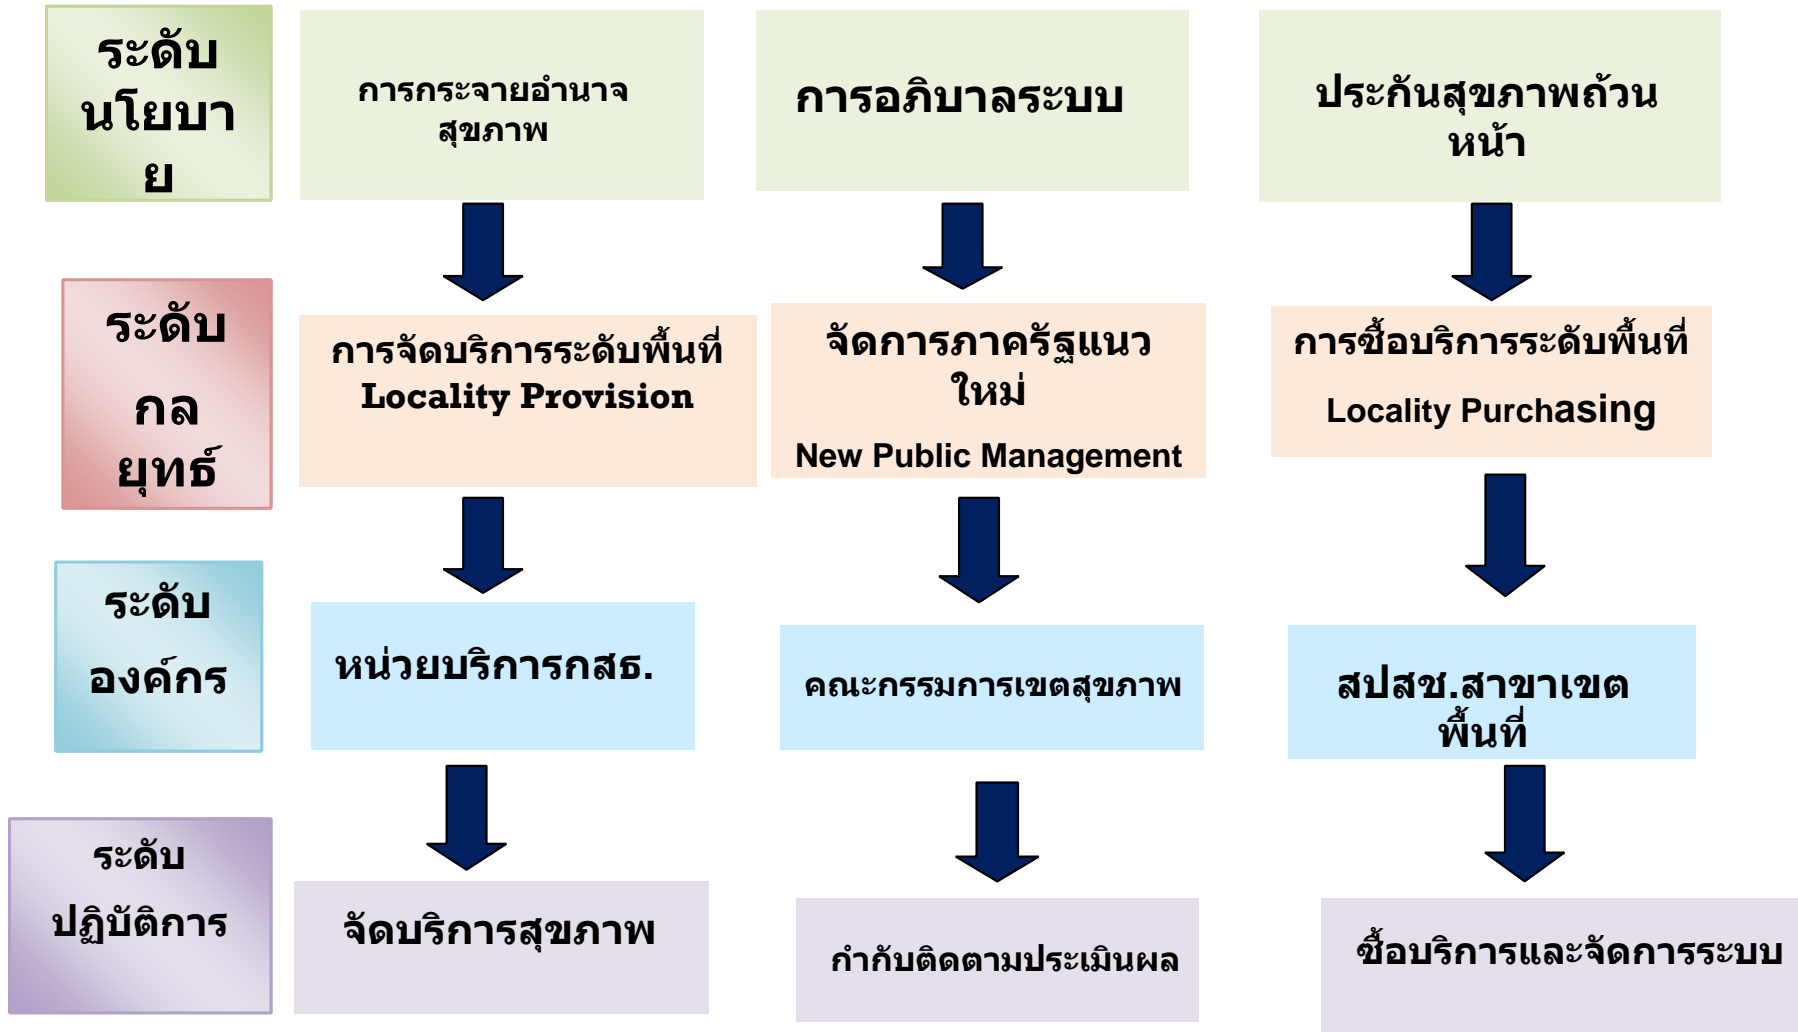 ระดับ
นโยบา
ย
การกระจายอำนาจ
สุขภาพ
การอภิบาลระบบ
ประกันสุขภาพถ้วน
หน้า
ระดับ
กล
ยุทธ์
การจัดบริการระดับพื้นที่
Locality Provision
จัดการภาครัฐแนว
ใหม่
New Public Management
การซื้อบริการระดับพื้นที่
Locality Purchasing
ระดับ
องค์กร
หน่วยบริการกสธ.
คณะกรรมการเขตสุขภาพ
สปสช.สาขาเขต
พื้นที่
ระดับ
ปฏิบัติการ
จัดบริการสุขภาพ
กำกับติดตามประเมินผล
ซื้อบริการและจัดการระบบ